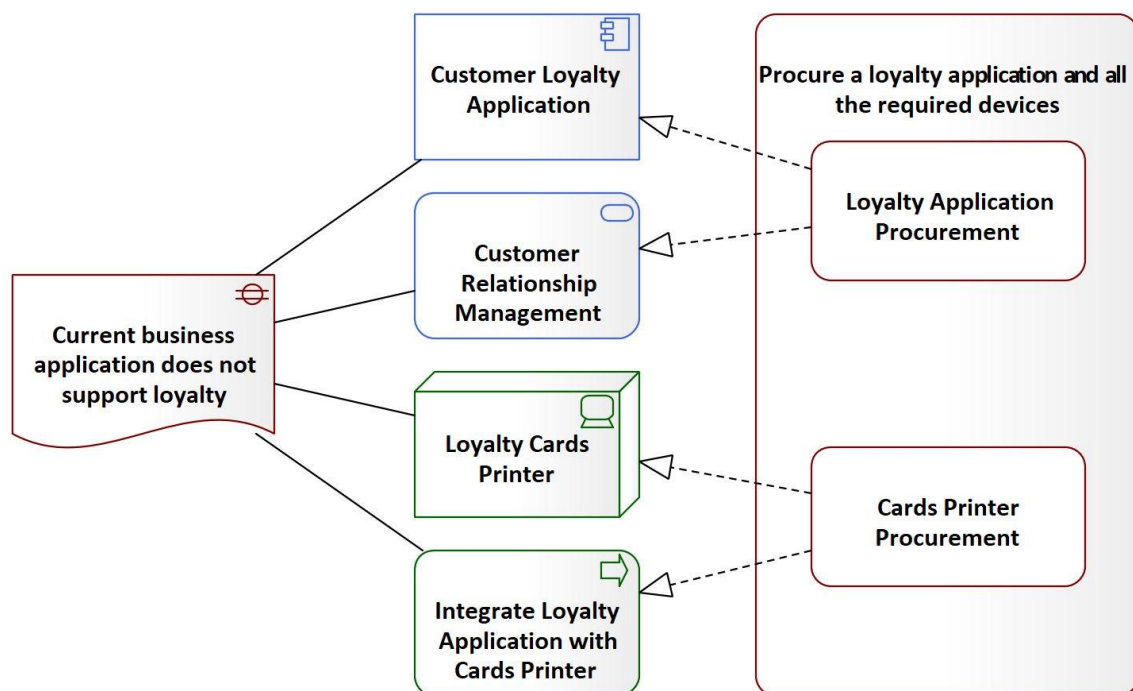 Customer Loyalty
Application
Procure a loyalty application and all
the required devices
Loyalty Application
Procurement
Customer
Relationship
Management
Current business
application does not
support loyalty
Loyalty Cards
Printer
Cards Printer
Procurement
Integrate Loyalty
Application with
Cards Printer